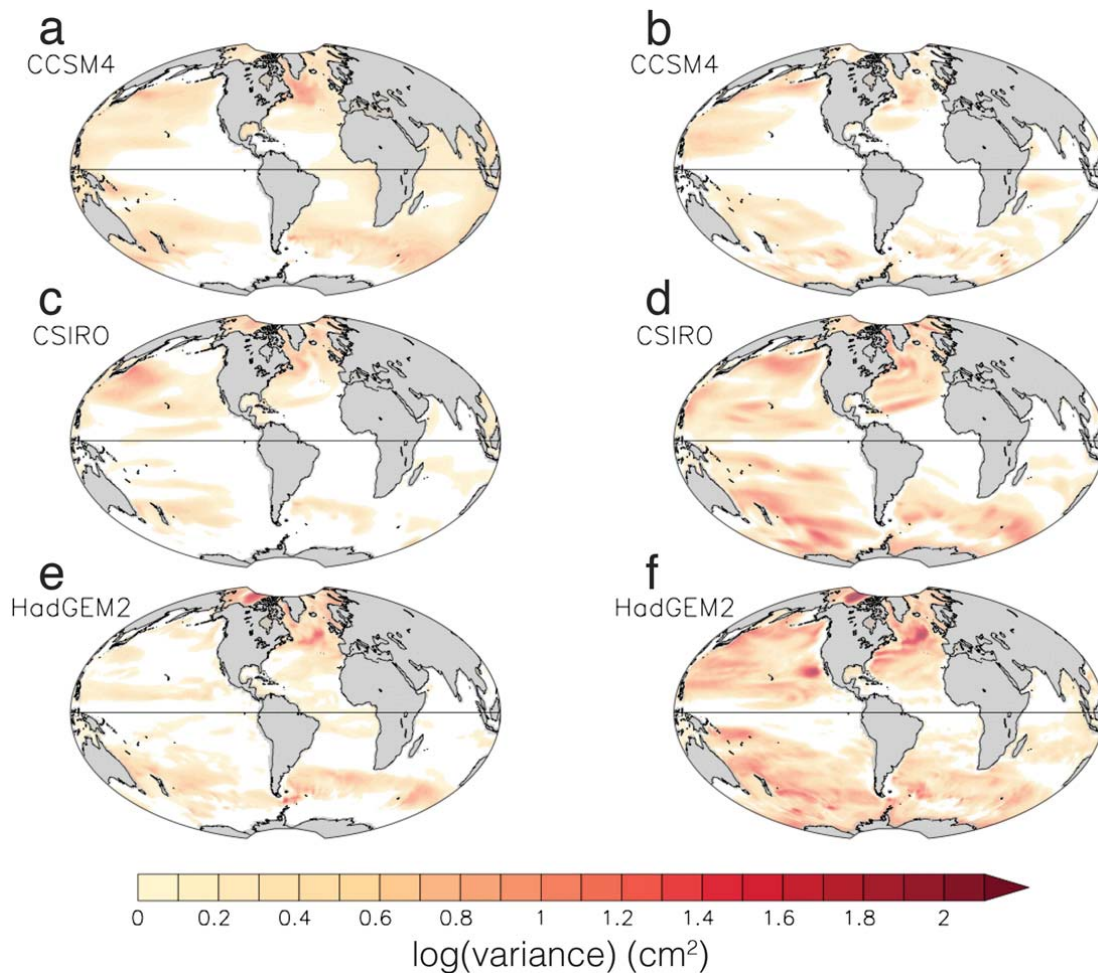 a
CCSM4
b
CCSM4
c
CSIRO
d
CSIRO
e
HadGEM2
f
HadGEM2
0 0.2 0.4 0.6 0.8 1 1.2 1.4 1.6 1.8 2
log(variance) (cm²)